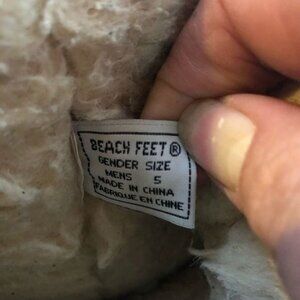 BEACH FEET®
GENDER SIZE
MENS 5
MADE IN CHINA
FABRIQUE EN CHINE